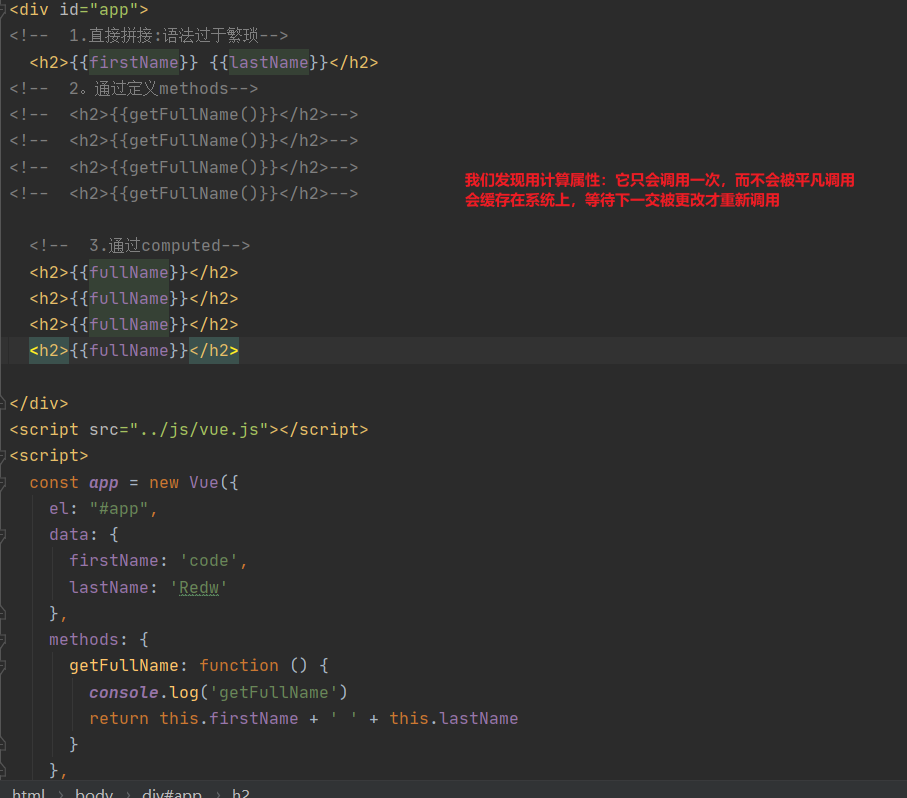 <div id="app">
<!--  1.直接拼接:语法过于繁琐-->
<h2>{{firstName}} {{lastName}}</h2>
<!--  2。通过定义methods-->
<!--  <h2>{{getFullName()}}</h2>-->
<!--  <h2>{{getFullName()}}</h2>-->
<!--  <h2>{{getFullName()}}</h2>-->
<!--  <h2>{{getFullName()}}</h2>-->
我们发现用计算属性：它只会调用一次，而不会被平凡调用
会缓存在系统上，等待下一交被更改才重新调用
<!--  3.通过computed-->
<h2>{{fullName}}</h2>
<h2>{{fullName}}</h2>
<h2>{{fullName}}</h2>
<h2>{{fullName}}</h2>
</div>
<script src="../js/vue.js"></script>
<script>
const app = new Vue({
el: "#app",
data: {
firstName: 'code',
lastName: 'Redw'
},
methods: {
getFullName: function () {
console.log('getFullName')
return this.firstName + ' ' + this.lastName
}
},
html › body › div#app › h2